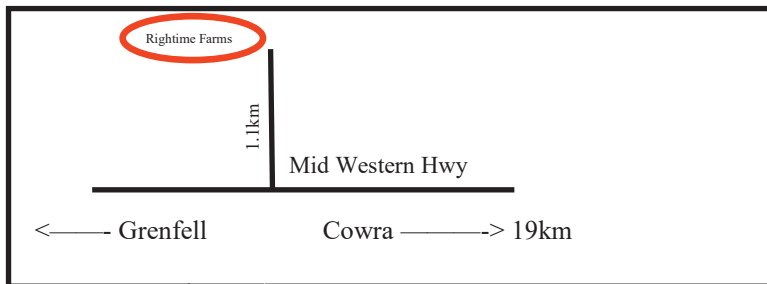 Rightime Farms
1.1km
Mid Western Hwy
<——- Grenfell
Cowra ———-> 19km